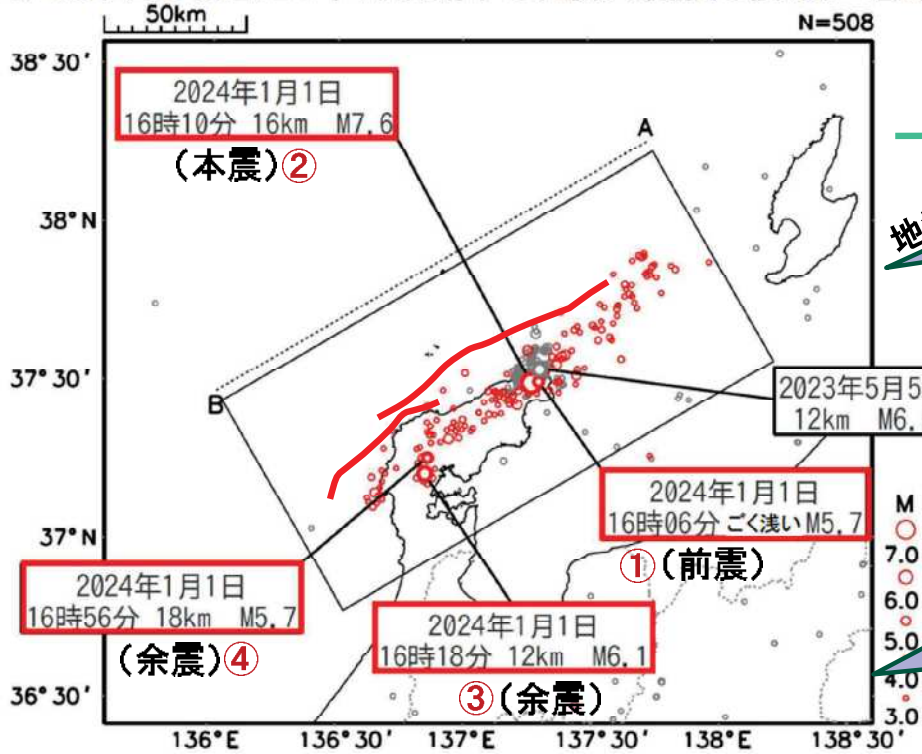 50km
N=508
38°30'
2024年1月1日
16時10分 16km M7.6
(本震)②
A
38°N
37°30'
B
2023年5月5
12km M6.
2024年1月1日
16時06分 ごく浅い M5.7
①(前震)
37°N
2024年1月1日
16時56分 18km M5.7
(余震)④
2024年1月1日
16時18分 12km M6.1
③(余震)
M
7.0
6.0
5.0
4.0
3.0
36°30'
136°E
136°30'E
137°E
137°30'E
138°E
138°30'E